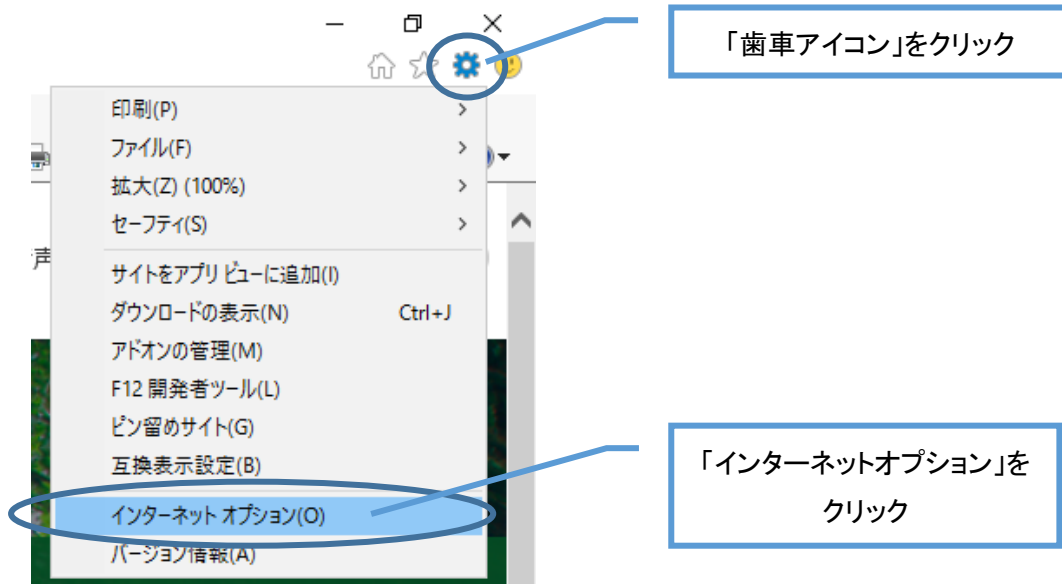 「歯車アイコン」をクリック
印刷(P)
ファイル(F)
拡大(Z) (100%)
セーフティ(S)
声
サイトをアプリ ビューに追加(I)
ダウンロードの表示(N) Ctrl+J
アドオンの管理(M)
F12 開発者ツール(L)
ピン留めサイト(G)
互換表示設定(B)
インターネット オプション(O)
バージョン情報(A)
「インターネットオプション」を
クリック